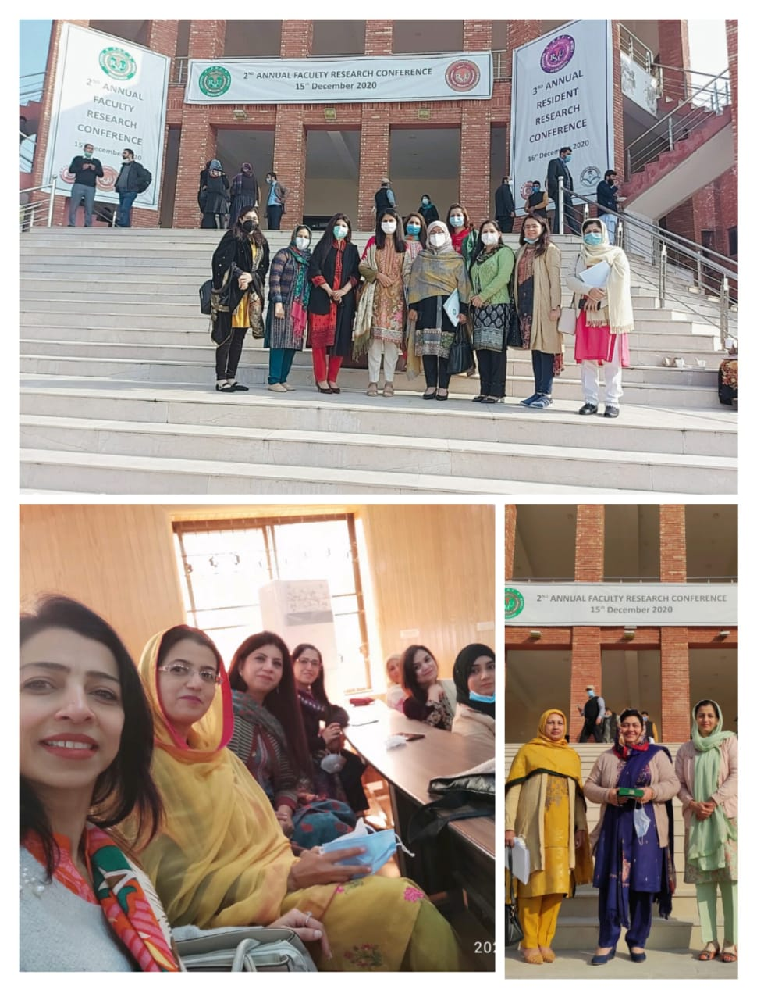 2ND ANNUAL
FACULTY
RESEARCH
CONFERENCE
15th December 2020
2ND ANNUAL FACULTY RESEARCH CONFERENCE
15th December 2020
3RD ANNUAL
RESIDENT
RESEARCH
CONFERENCE
16th December 2020
2ND ANNUAL FACULTY RESEARCH CONFERENCE
15th December 2020
202